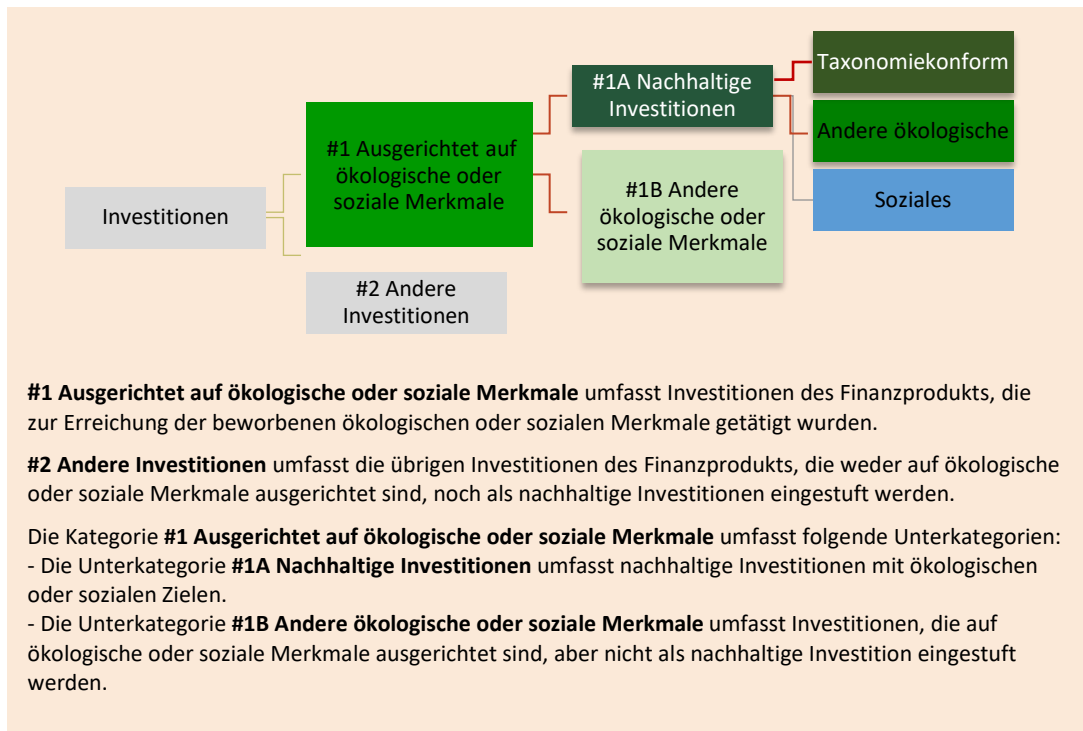 Taxonomiekonform
#1A Nachhaltige
Investitionen
#1 Ausgerichtet auf
ökologische oder
soziale Merkmale
Andere ökologische
#1B Andere
ökologische oder
soziale Merkmale
Soziales
Investitionen
#2 Andere
Investitionen
#1 Ausgerichtet auf ökologische oder soziale Merkmale umfasst Investitionen des Finanzprodukts, die
zur Erreichung der beworbenen ökologischen oder sozialen Merkmale getätigt wurden.
#2 Andere Investitionen umfasst die übrigen Investitionen des Finanzprodukts, die weder auf ökologische
oder soziale Merkmale ausgerichtet sind, noch als nachhaltige Investitionen eingestuft werden.
Die Kategorie #1 Ausgerichtet auf ökologische oder soziale Merkmale umfasst folgende Unterkategorien:
- Die Unterkategorie #1A Nachhaltige Investitionen umfasst nachhaltige Investitionen mit ökologischen
oder sozialen Zielen.
- Die Unterkategorie #1B Andere ökologische oder soziale Merkmale umfasst Investitionen, die auf
ökologische oder soziale Merkmale ausgerichtet sind, aber nicht als nachhaltige Investition eingestuft
werden.